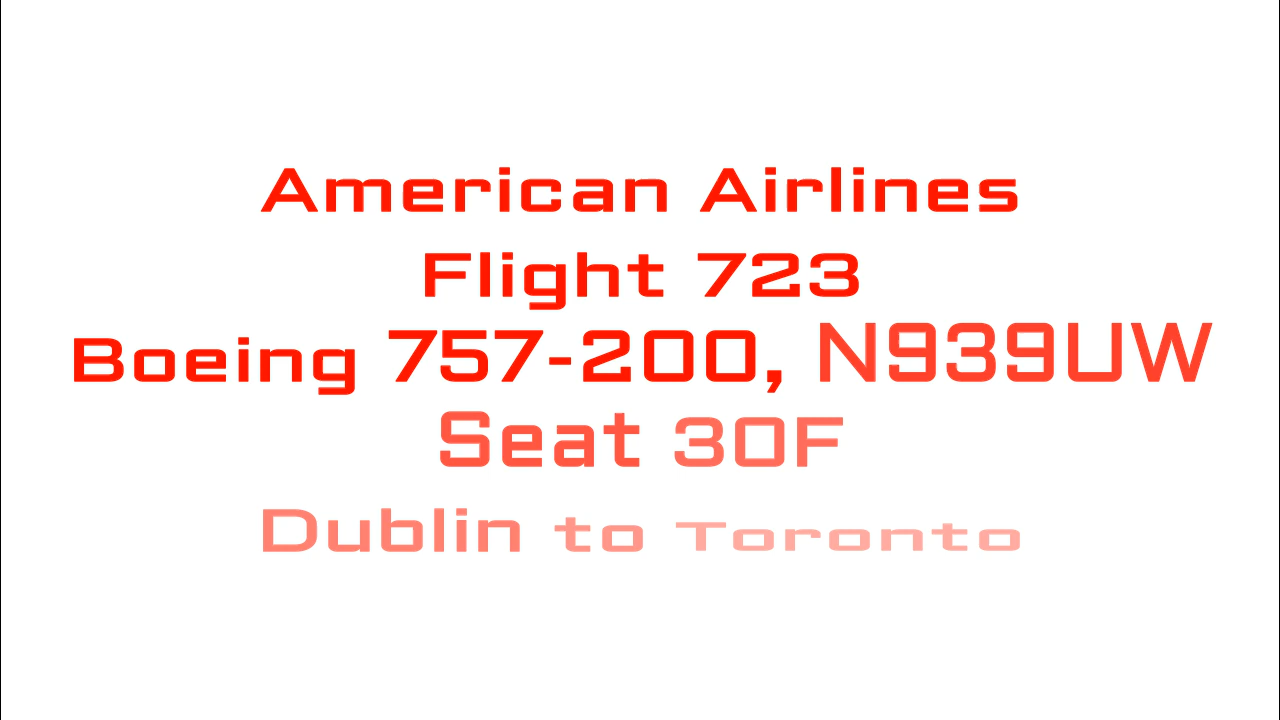 American Airlines
Flight 723
Boeing 757-200, N939UW
Seat 30F
Dublin to Toronto